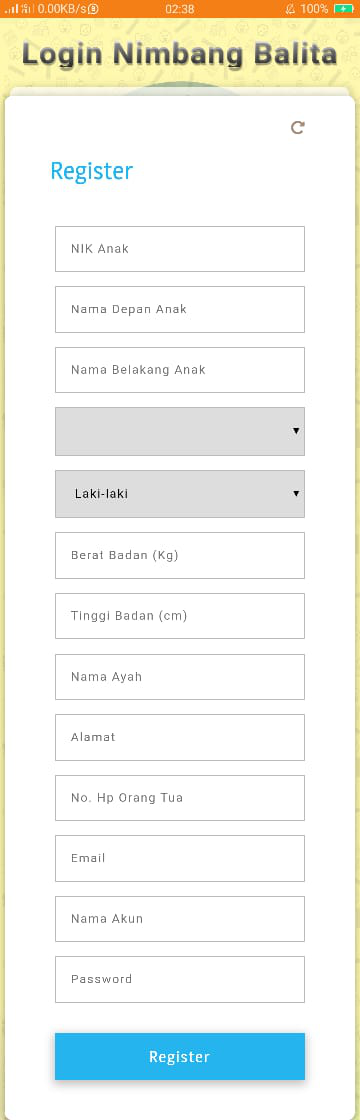 0.00KB/s 02:38 100%
Login Nimbang Balita
Register
NIK Anak
Nama Depan Anak
Nama Belakang Anak
Laki-laki
Berat Badan (Kg)
Tinggi Badan (cm)
Nama Ayah
Alamat
No. Hp Orang Tua
Email
Nama Akun
Password
Register